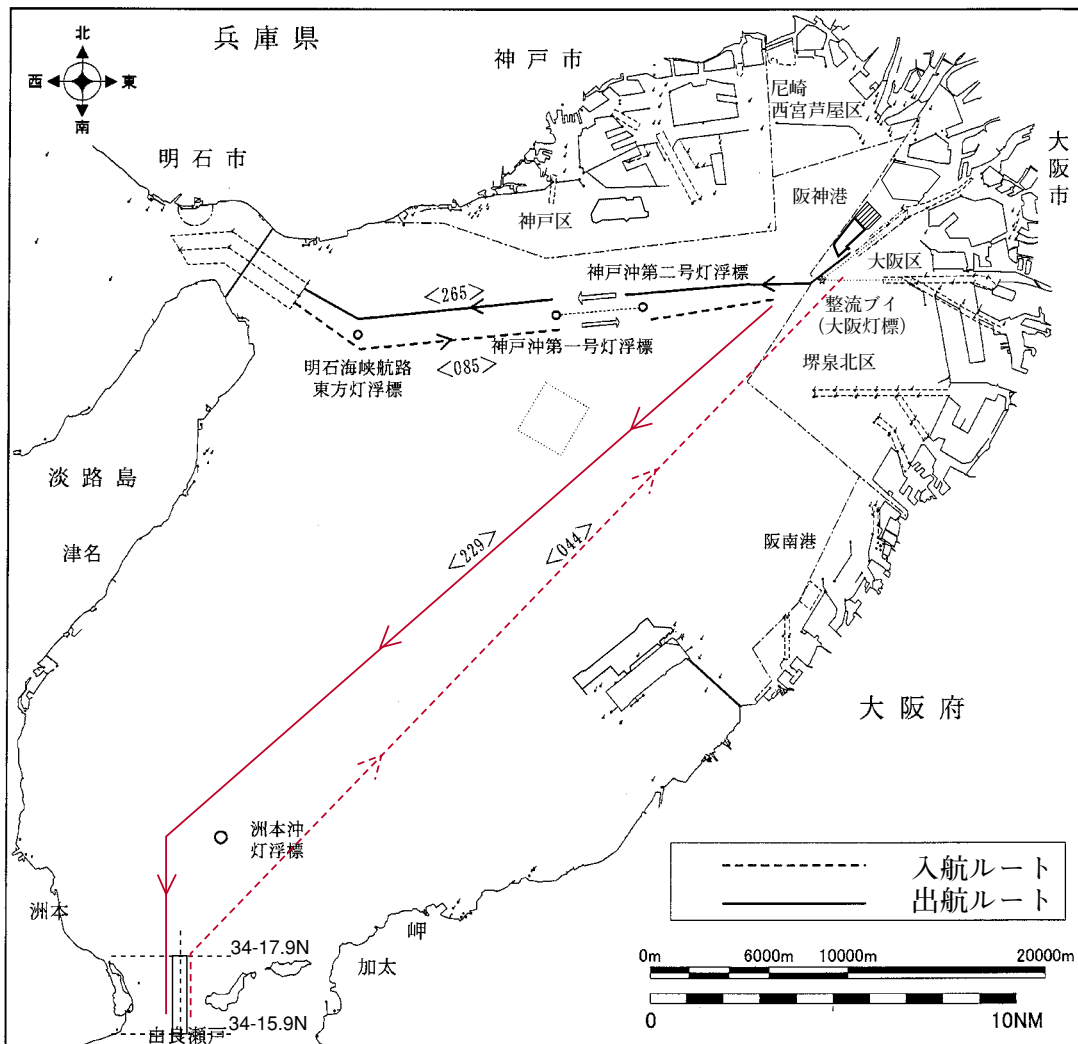 兵庫県
神戸市
北
西
東
南
尼崎
西宮芦屋区
明石市
大阪市
阪神港
神戸区
大阪区
神戸沖第二号灯浮標
<265>
整流ブイ
(大阪灯標)
神戸沖第一号灯浮標
明石海峡航路
東方灯浮標
<085>
堺泉北区
淡路島
津名
<229>
<044>
阪南港
大阪府
洲本沖
灯浮標
入航ルート
出航ルート
洲本
岬
加太
34-17.9N
34-15.9N
由良瀬戸
0m
6000m
10000m
20000m
0
10NM